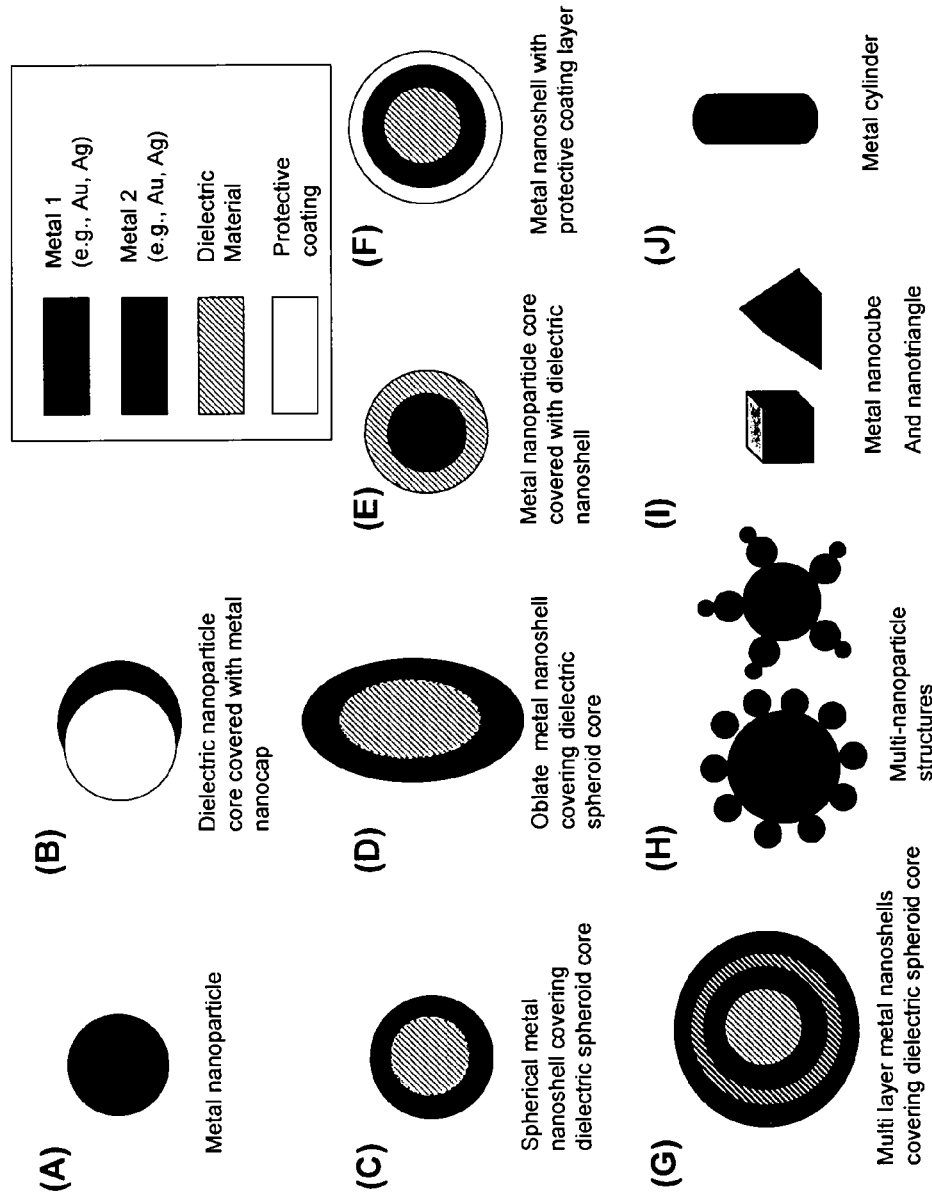 (A)
Metal nanoparticle
(B)
Dielectric nanoparticle
core covered with metal
nanocap
Metal 1
(e.g., Au, Ag)
Metal 2
(e.g., Au, Ag)
Dielectric
Material
Protective
coating
(C)
Spherical metal
nanoshell covering
dielectric spheroid core
(D)
Oblate metal nanoshell
covering dielectric
spheroid core
(E)
Metal nanoparticle core
covered with dielectric
nanoshell
(F)
Metal nanoshell with
protective coating layer
(G)
Multi layer metal nanoshells
covering dielectric spheroid core
(H)
Multi-nanoparticle
structures
(I)
Metal nanocube
And nanotriangle
(J)
Metal cylinder